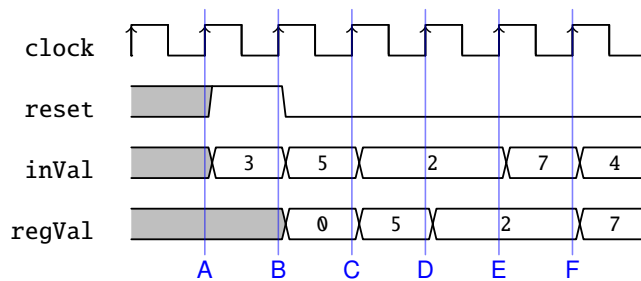 clock
reset
inVal 3 5 2 7 4
regVal 0 5 2 7
A B C D E F